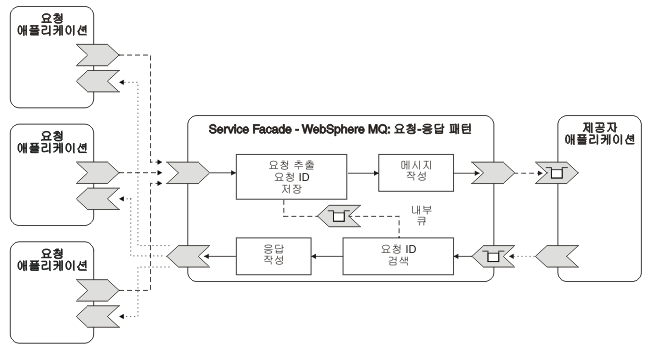 요청
애플리케이션
요청
애플리케이션
요청
애플리케이션
Service Facade - WebSphere MQ: 요청-응답 패턴
요청 추출
요청 ID
저장
메시지
작성
내부
큐
응답
작성
요청 ID
검색
제공자
애플리케이션